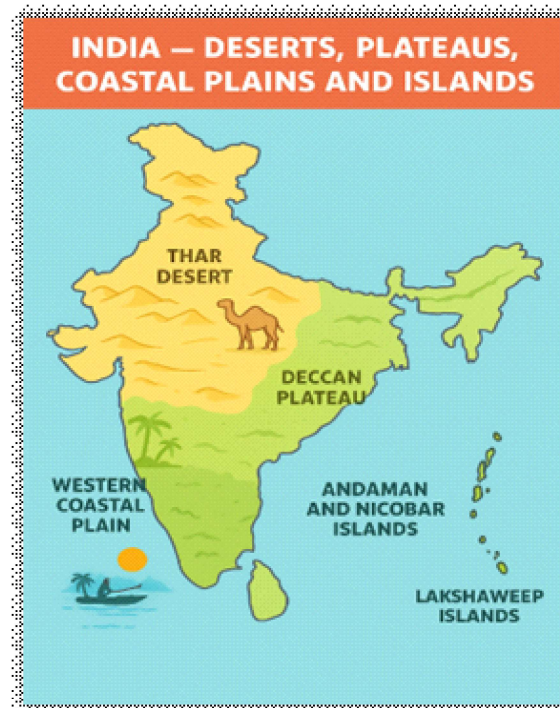 INDIA — DESERTS, PLATEAUS,
COASTAL PLAINS AND ISLANDS
THAR
DESERT
DECCAN
PLATEAU
WESTERN
COASTAL
PLAIN
ANDAMAN
AND NICOBAR
ISLANDS
LAKSHAWEEP
ISLANDS